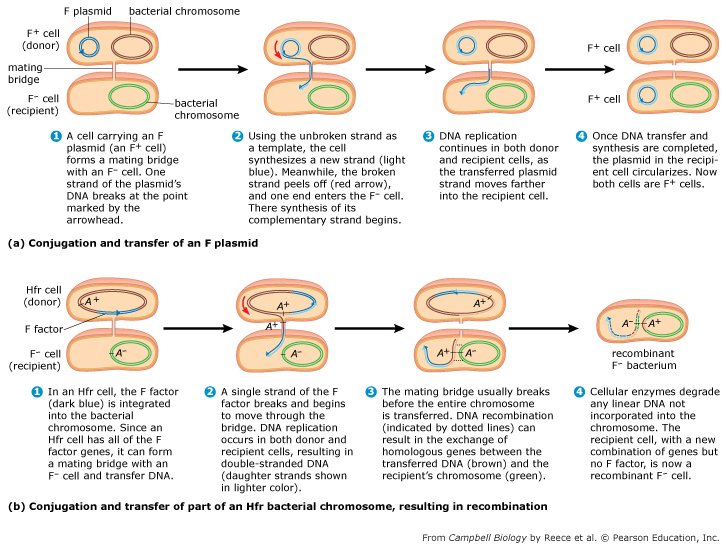 F plasmid
bacterial chromosome
F+ cell
(donor)
mating
bridge
F– cell
(recipient)
bacterial
chromosome
F+ cell
F+ cell
1 A cell carrying an F
plasmid (an F+ cell)
forms a mating bridge
with an F– cell. One
strand of the plasmid's
DNA breaks at the point
marked by the
arrowhead.
2 Using the unbroken strand as
a template, the cell
synthesizes a new strand (light
blue). Meanwhile, the broken
strand peels off (red arrow),
and one end enters the F– cell.
There synthesis of its
complementary strand begins.
3 DNA replication
continues in both donor
and recipient cells, as
the transferred plasmid
strand moves farther
into the recipient cell.
4 Once DNA transfer and
synthesis are completed,
the plasmid in the recipi-
ent cell circularizes. Now
both cells are F+ cells.
(a) Conjugation and transfer of an F plasmid
Hfr cell
(donor)
F factor
F– cell
(recipient)
A+
A–
A+
A+
A–
A+
A+
A–
A–
A+
recombinant
F– bacterium
1 In an Hfr cell, the F factor
(dark blue) is integrated
into the bacterial
chromosome. Since an
Hfr cell has all of the F
factor genes, it can form
a mating bridge with an
F– cell and transfer DNA.
2 A single strand of the F
factor breaks and begins
to move through the
bridge. DNA replication
occurs in both donor and
recipient cells, resulting in
double-stranded DNA
(daughter strands shown
in lighter color).
3 The mating bridge usually breaks
before the entire chromosome
is transferred. DNA recombination
(indicated by dotted lines) can
result in the exchange of
homologous genes between the
transferred DNA (brown) and the
recipient's chromosome (green).
4 Cellular enzymes degrade
any linear DNA not
incorporated into the
chromosome. The
recipient cell, with a new
combination of genes but
no F factor, is now a
recombinant F– cell.
(b) Conjugation and transfer of part of an Hfr bacterial chromosome, resulting in recombination
From Campbell Biology by Reece et al. © Pearson Education, Inc.